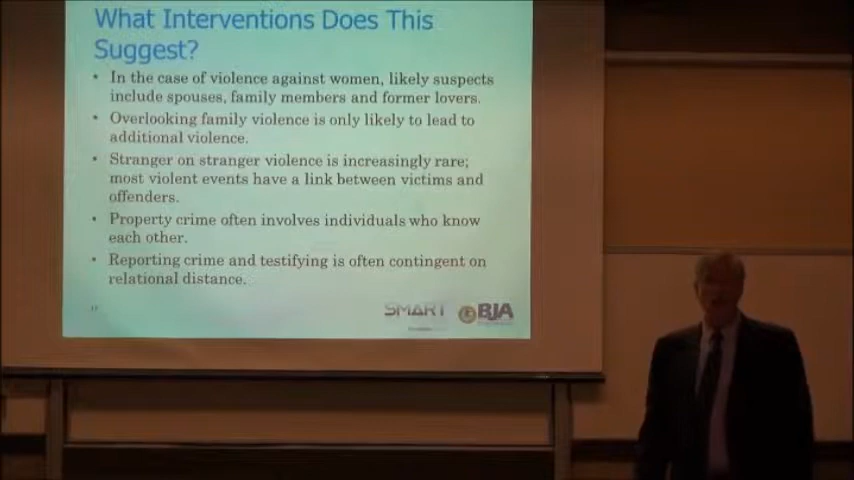 What Interventions Does This
Suggest?
• In the case of violence against women, likely suspects
include spouses, family members and former lovers.
• Overlooking family violence is only likely to lead to
additional violence.
• Stranger on stranger violence is increasingly rare;
most violent events have a link between victims and
offenders.
• Property crime often involves individuals who know
each other.
• Reporting crime and testifying is often contingent on
relational distance.
SMART
BJA